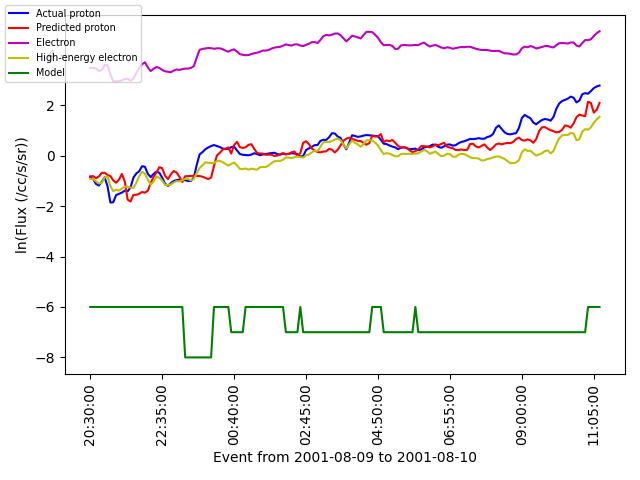 Actual proton
Predicted proton
Electron
High-energy electron
Model
ln(Flux (/cc/s/sr))
2
0
−2
−4
−6
−8
20:30:00
22:35:00
00:40:00
02:45:00
04:50:00
06:55:00
09:00:00
11:05:00
Event from 2001-08-09 to 2001-08-10